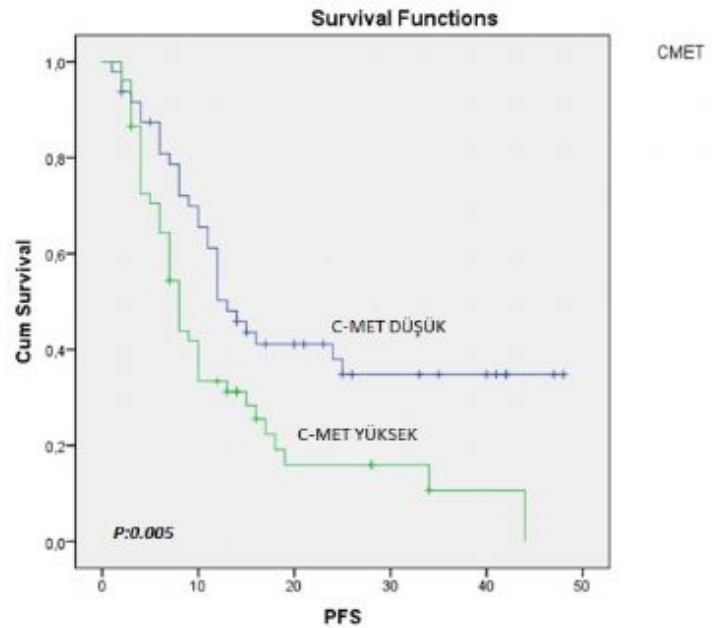 Survival Functions
CMET
Cum Survival
1,0
0,8
0,6
0,4
0,2
0,0
C-MET DÜŞÜK
C-MET YÜKSEK
P:0.005
0 10 20 30 40 50
PFS